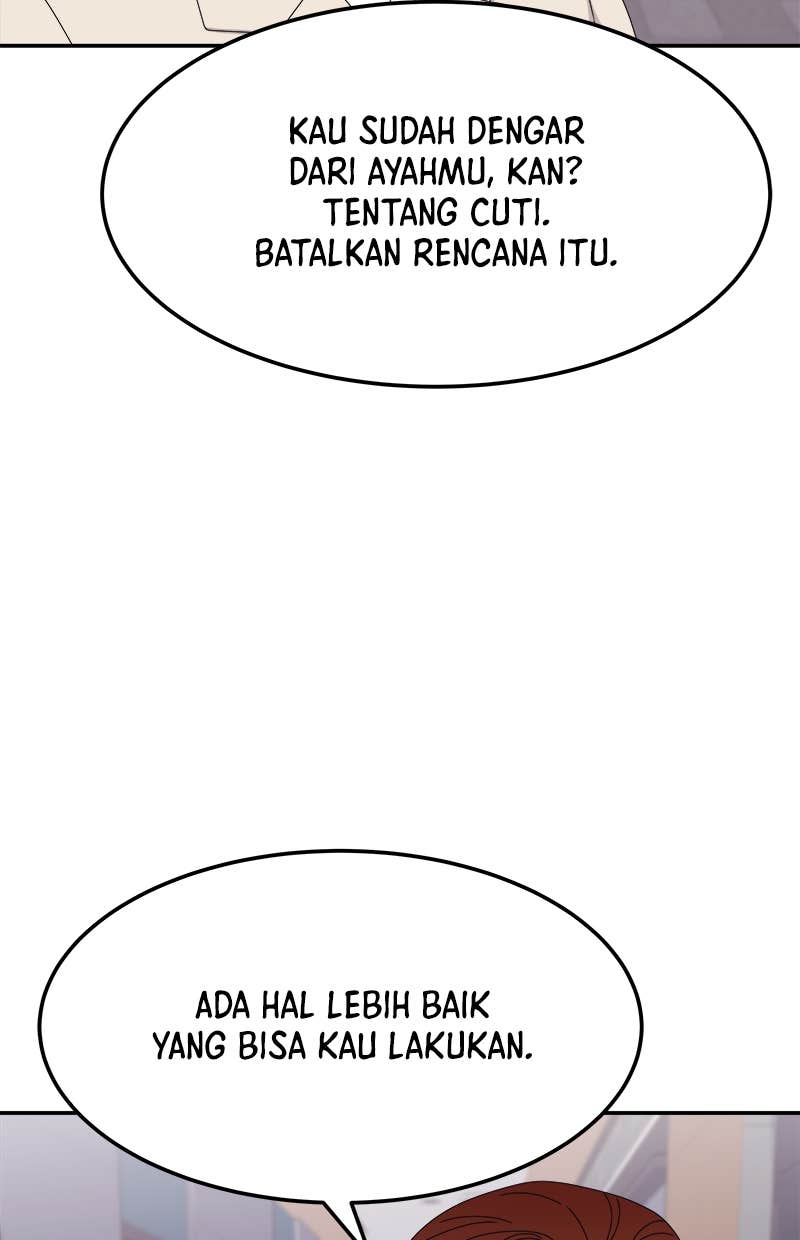 KAU SUDAH DENGAR
DARI AYAHMU, KAN?
TENTANG CUTI.
BATALKAN RENCANA ITU.
ADA HAL LEBIH BAIK
YANG BISA KAU LAKUKAN.